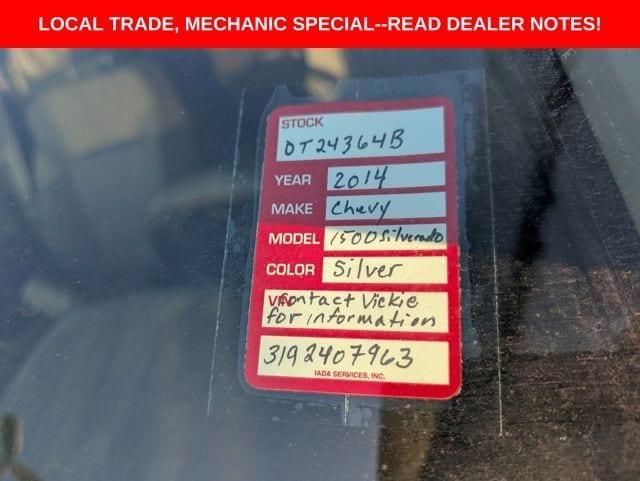 LOCAL TRADE, MECHANIC SPECIAL--READ DEALER NOTES!
STOCK
DT24364B
YEAR 2014
MAKE Chevy
MODEL 1500 Silverado
COLOR Silver
VIN Contact Vickie
for information
3192407963
IADA SERVICES, INC.